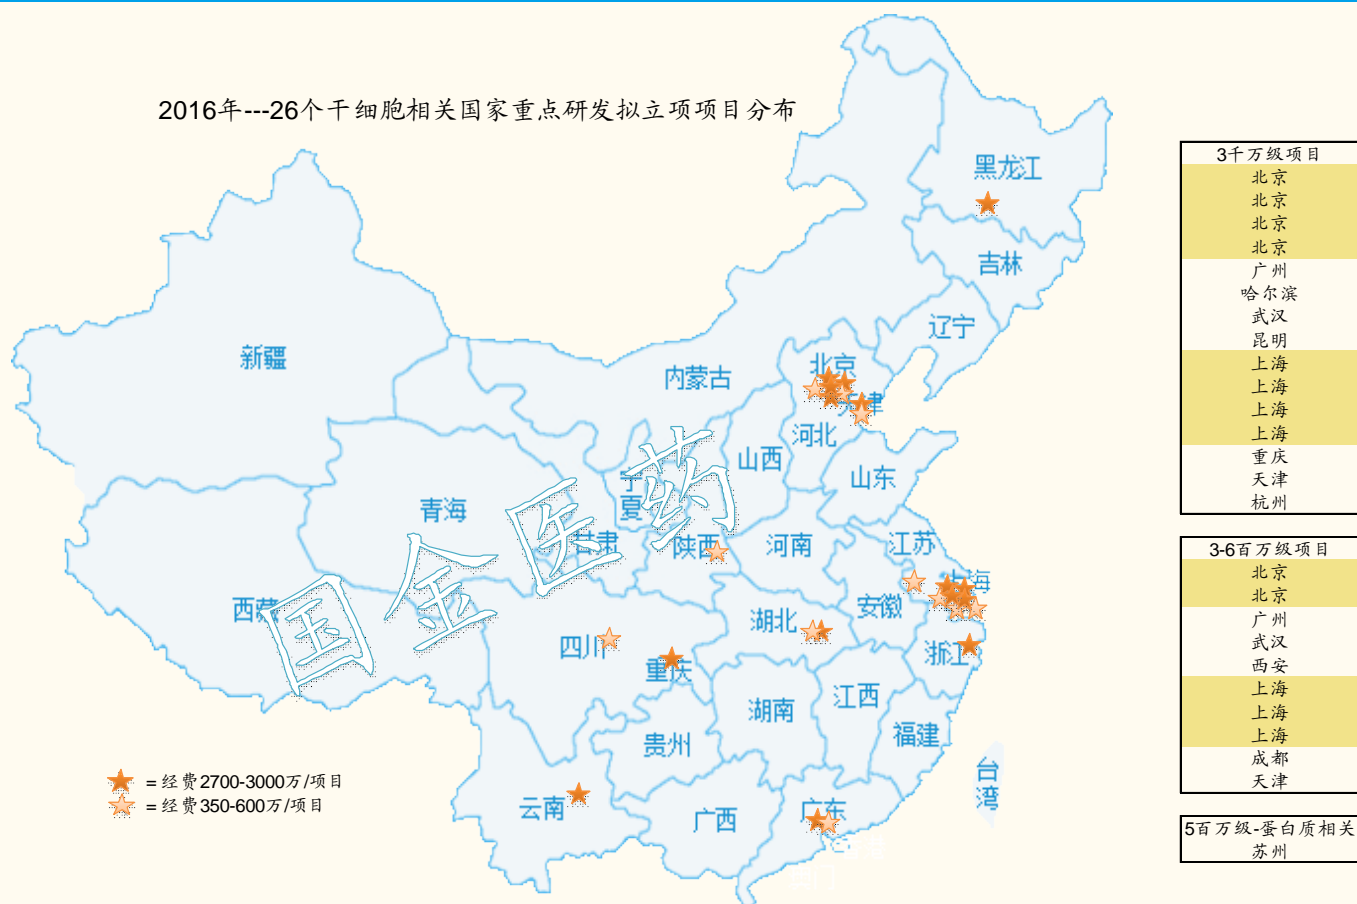 2016年---26个干细胞相关国家重点研发拟立项项目分布
黑龙江
吉林
辽宁
新疆
内蒙古
北京
天津
河北
山西
山东
宁夏
青海
甘肃
陕西
河南
江苏
上海
安徽
西藏
四川
重庆
湖北
浙江
湖南
江西
福建
贵州
云南
广西
广东
台湾
国金医药
=经费2700-3000万/项目
=经费350-600万/项目
3千万级项目
北京
北京
北京
北京
广州
哈尔滨
武汉
昆明
上海
上海
上海
上海
重庆
天津
杭州
3-6百万级项目
北京
北京
广州
武汉
西安
上海
上海
上海
成都
天津
5百万级-蛋白质相关
苏州